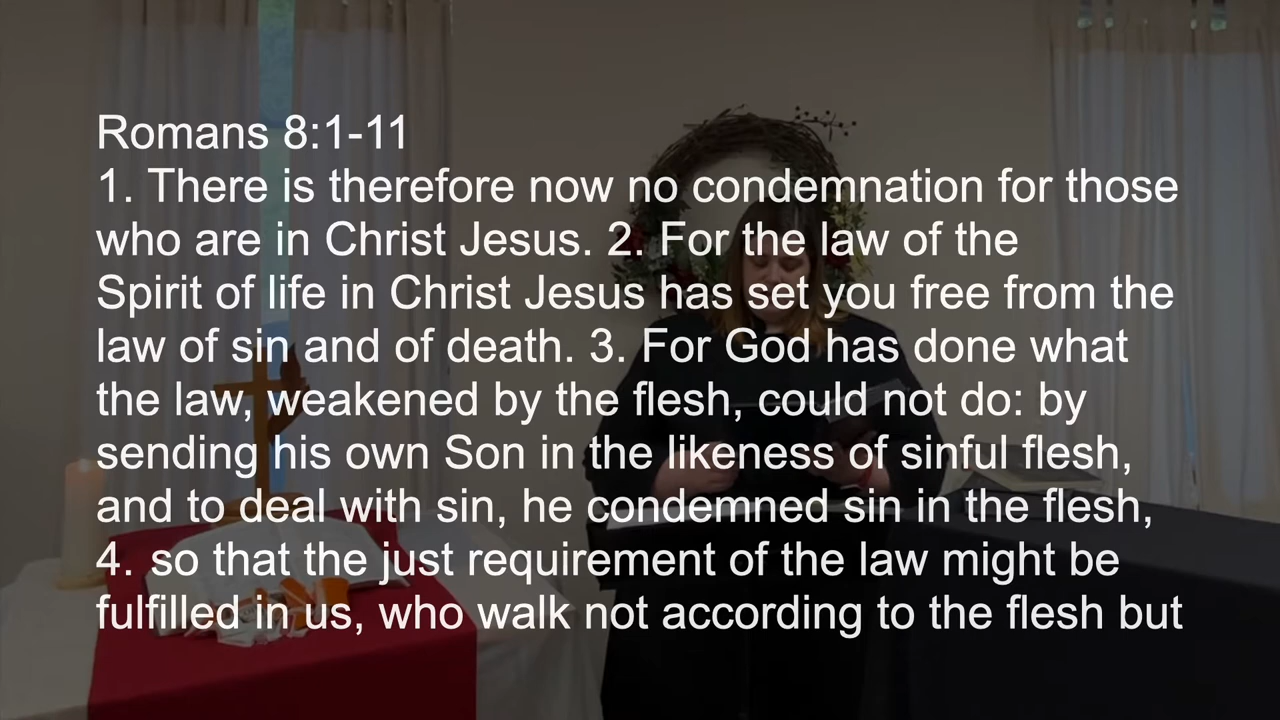 Romans 8:1-11
1. There is therefore now no condemnation for those
who are in Christ Jesus. 2. For the law of the
Spirit of life in Christ Jesus has set you free from the
law of sin and of death. 3. For God has done what
the law, weakened by the flesh, could not do: by
sending his own Son in the likeness of sinful flesh,
and to deal with sin, he condemned sin in the flesh,
4. so that the just requirement of the law might be
fulfilled in us, who walk not according to the flesh but